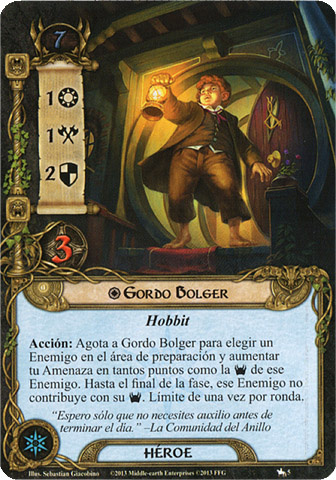 7
1
1
2
3
Gordo Bolger
Hobbit
Acción: Agota a Gordo Bolger para elegir un
Enemigo en el área de preparación y aumentar
tu Amenaza en tantos puntos como la de ese
Enemigo. Hasta el final de la fase, ese Enemigo no
contribuye con su . Límite de una vez por ronda.
“Espero sólo que no necesites auxilio antes de
terminar el día.” –La Comunidad del Anillo
HÉROE
Illus. Sebastian Giacobino ©2013 Middle-earth Enterprises ©2013 FFG 5